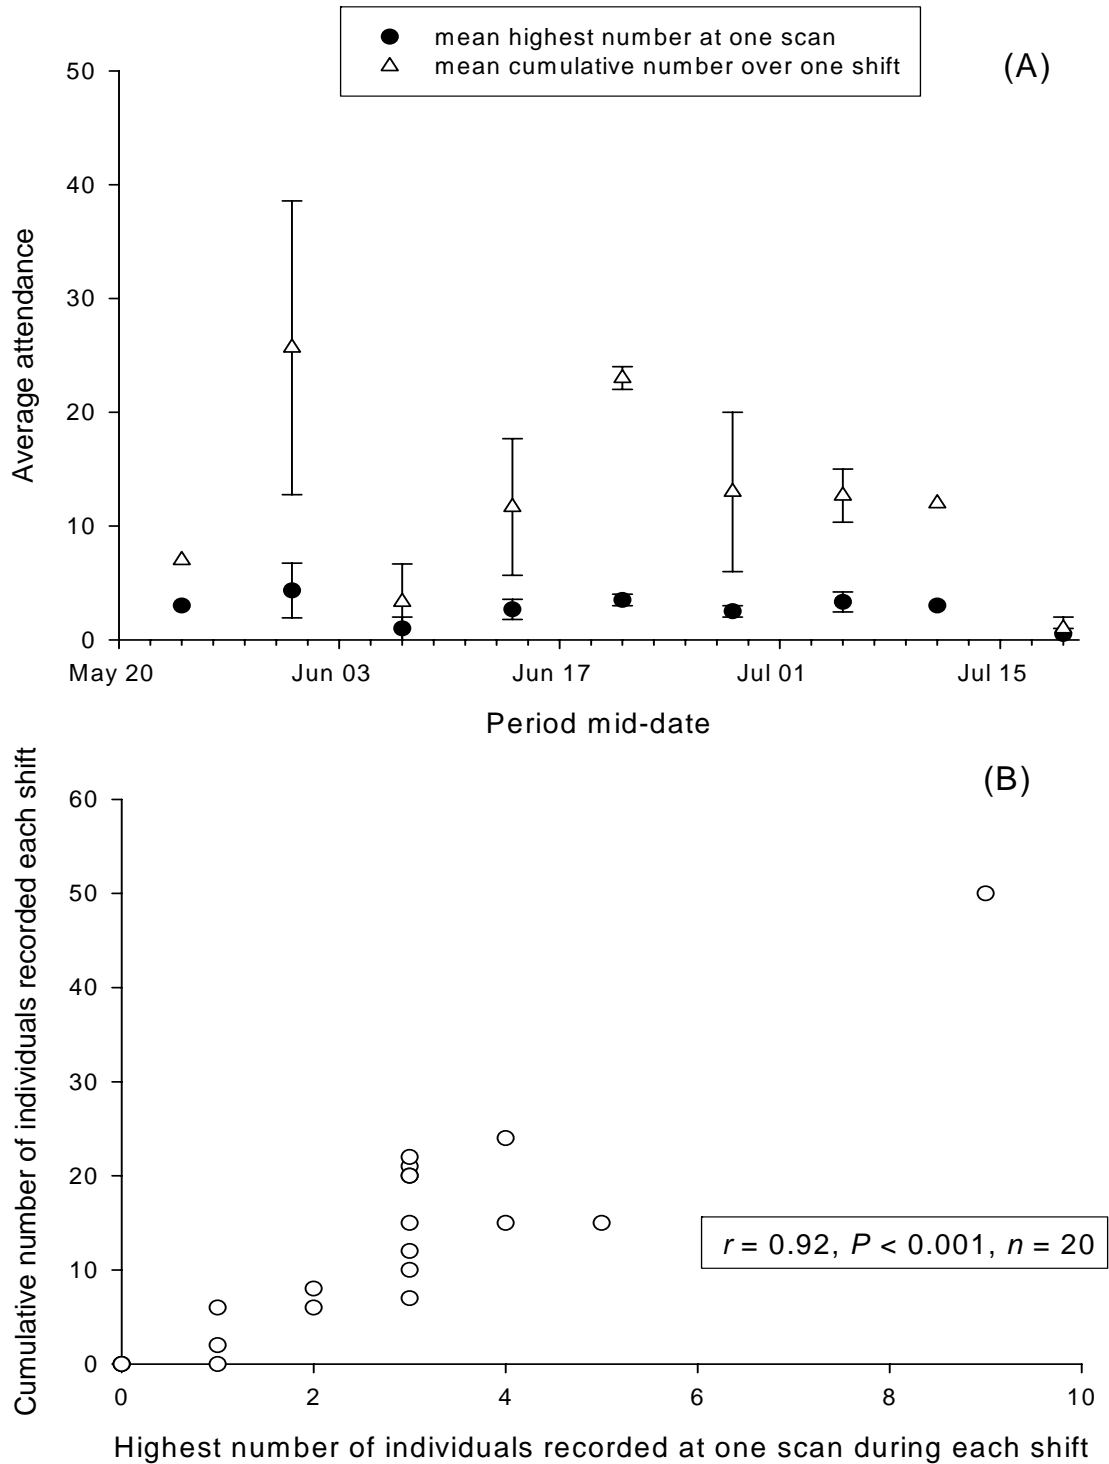 mean highest number at one scan
mean cumulative number over one shift
(A)
50
40
30
20
10
0
Average attendance
May 20
Jun 03
Jun 17
Jul 01
Jul 15
Period mid-date
(B)
60
50
40
30
20
10
0
Cumulative number of individuals recorded each shift
r = 0.92, P < 0.001, n = 20
0
2
4
6
8
10
Highest number of individuals recorded at one scan during each shift